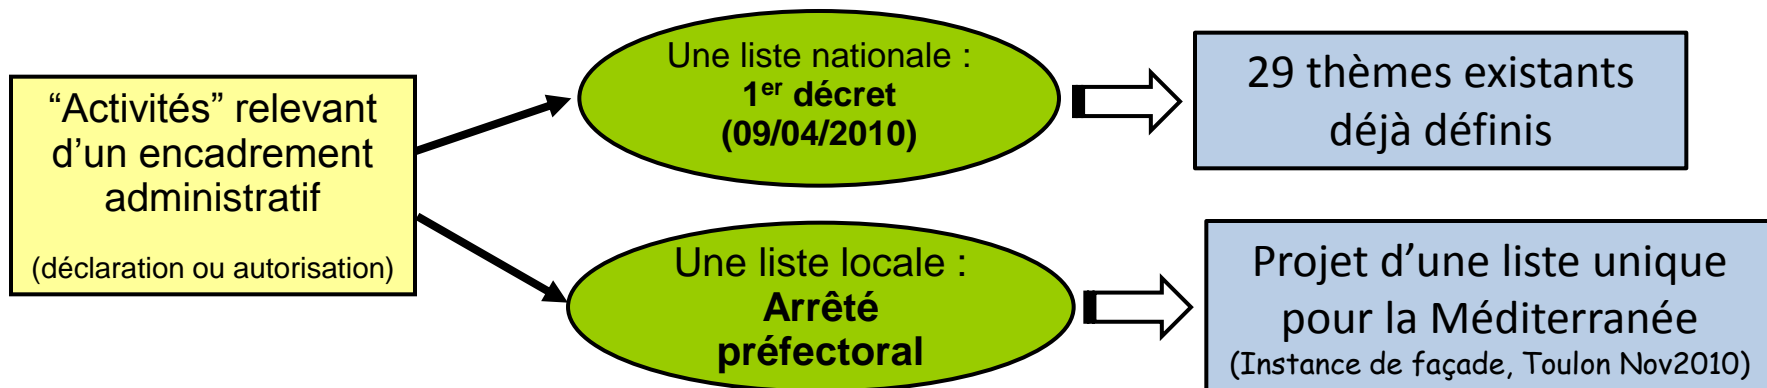 “Activités” relevant
d’un encadrement
administratif
(déclaration ou autorisation)
Une liste nationale :
1er décret
(09/04/2010)
29 thèmes existants
déjà définis
Une liste locale :
Arrêté
préfectoral
Projet d’une liste unique
pour la Méditerranée
(Instance de façade, Toulon Nov2010)